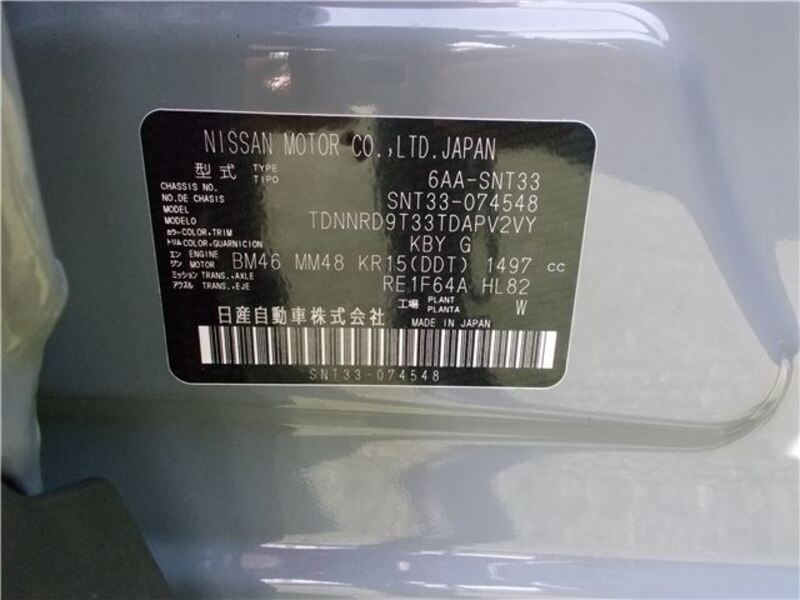 NISSAN MOTOR CO.,LTD.JAPAN
型式 TYPE TIPO 6AA-SNT33
CHASSIS NO.
NO.DE CHASIS SNT33-074548
MODEL
MODELO TDNNRD9T33TDAPV2VY
カラー COLOR,TRIM
トリム COLOR,GUARNICION KBY G
エン ENGINE
ジン MOTOR BM46 MM48 KR15(DDT) 1497 cc
ミッション TRANS.,AXLE
アクスル TRANS.,EJE RE1F64A HL82
工場 PLANT PLANTA W
日産自動車株式会社 MADE IN JAPAN
SNT33-074548